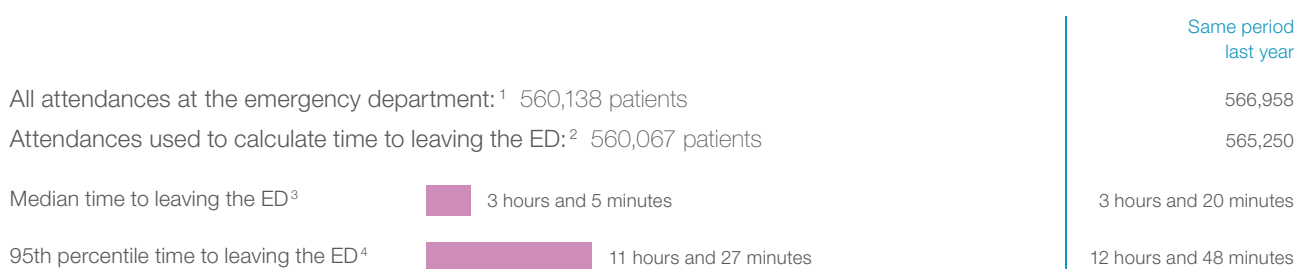 Same period
last year
All attendances at the emergency department: 1 560,138 patients 566,958
Attendances used to calculate time to leaving the ED: 2 560,067 patients 565,250
Median time to leaving the ED 3 3 hours and 5 minutes 3 hours and 20 minutes
95th percentile time to leaving the ED 4 11 hours and 27 minutes 12 hours and 48 minutes